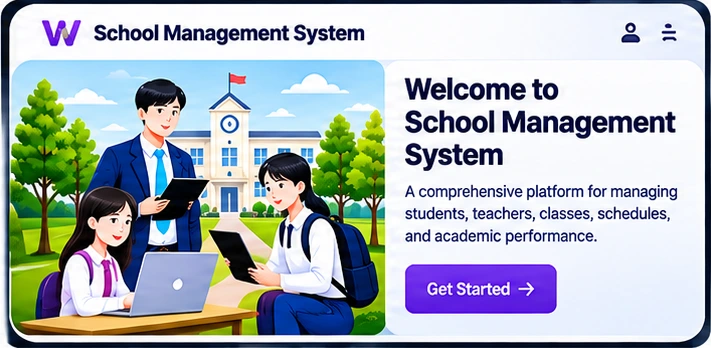 W School Management System
Welcome to
School Management
System
A comprehensive platform for managing
students, teachers, classes, schedules,
and academic performance.
Get Started →